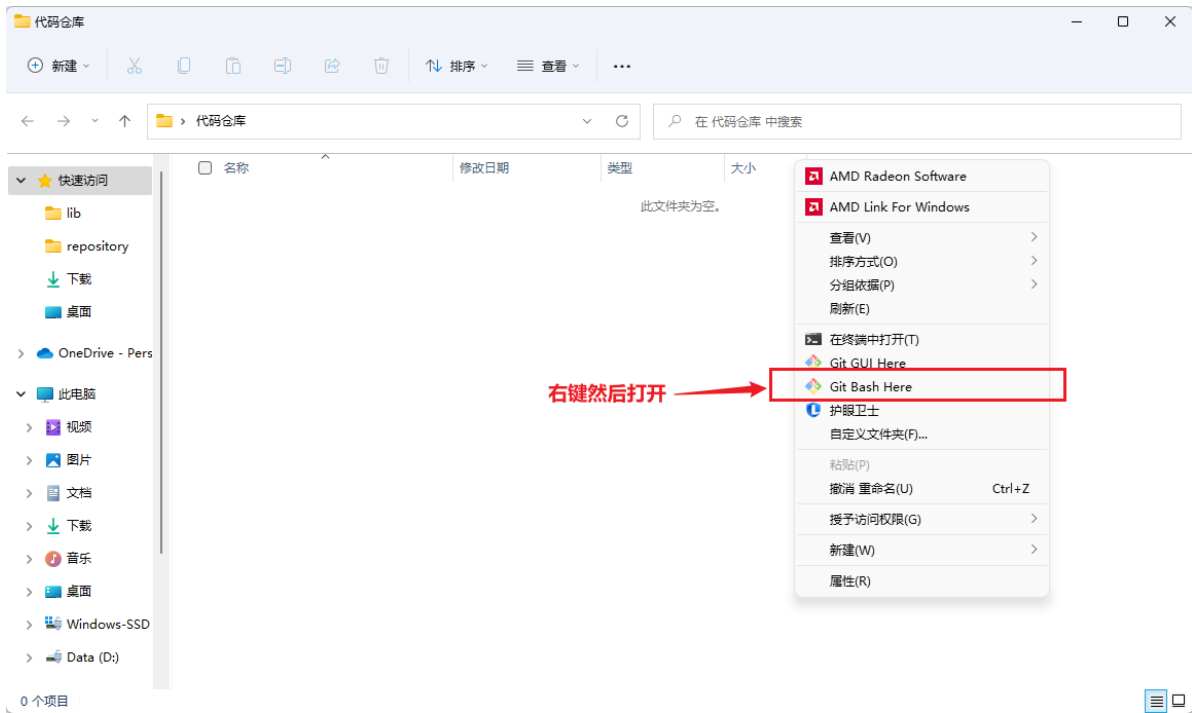 代码仓库
新建
排序
查看
代码仓库
在 代码仓库 中搜索
快速访问
lib
repository
下载
桌面
OneDrive - Pers
此电脑
视频
图片
文档
下载
音乐
桌面
Windows-SSD
Data (D:)
名称
修改日期
类型
大小
此文件夹为空。
右键然后打开
AMD Radeon Software
AMD Link For Windows
查看(V)
排序方式(O)
分组依据(P)
刷新(E)
在终端中打开(T)
Git GUI Here
Git Bash Here
护眼卫士
自定义文件夹(F)...
粘贴(P)
撤消 重命名(U) Ctrl+Z
授予访问权限(G)
新建(W)
属性(R)
0 个项目